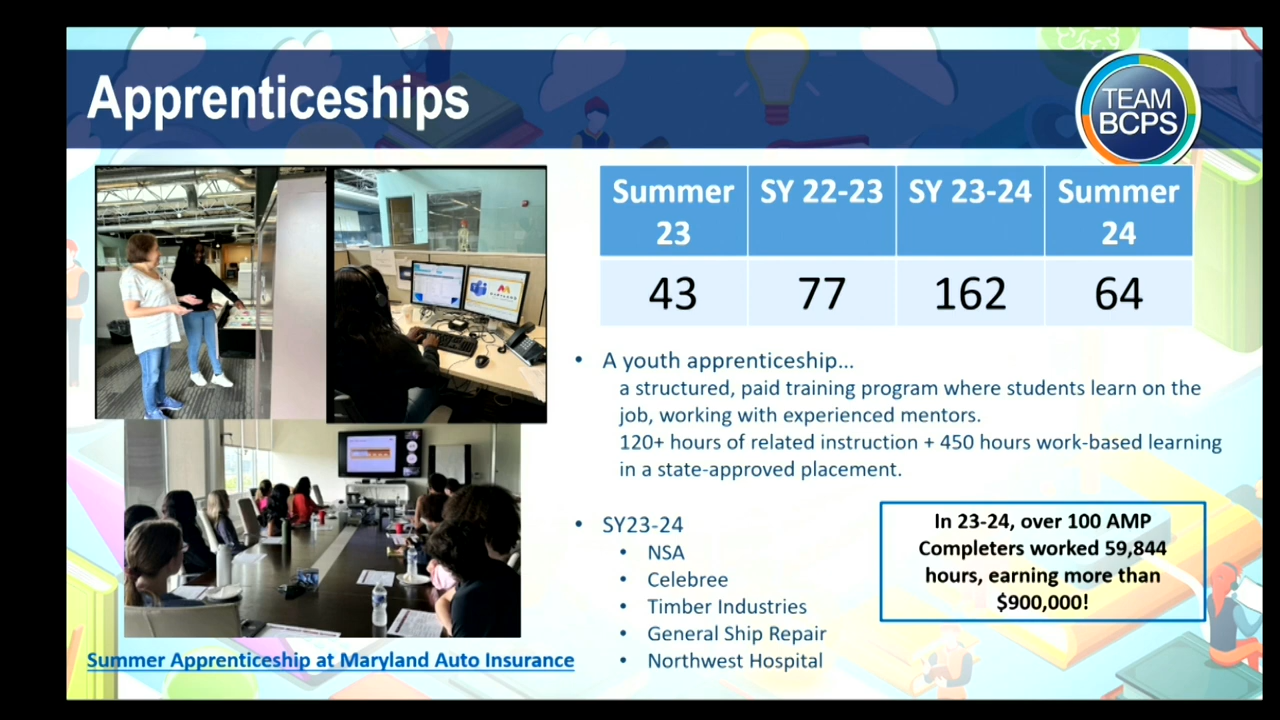 Apprenticeships
TEAM
BCPS
Summer
23
SY 22-23
SY 23-24
Summer
24
43
77
162
64
• A youth apprenticeship...
a structured, paid training program where students learn on the
job, working with experienced mentors.
120+ hours of related instruction + 450 hours work-based learning
in a state-approved placement.
• SY23-24
• NSA
• Celebree
• Timber Industries
• General Ship Repair
• Northwest Hospital
In 23-24, over 100 AMP
Completers worked 59,844
hours, earning more than
$900,000!
Summer Apprenticeship at Maryland Auto Insurance